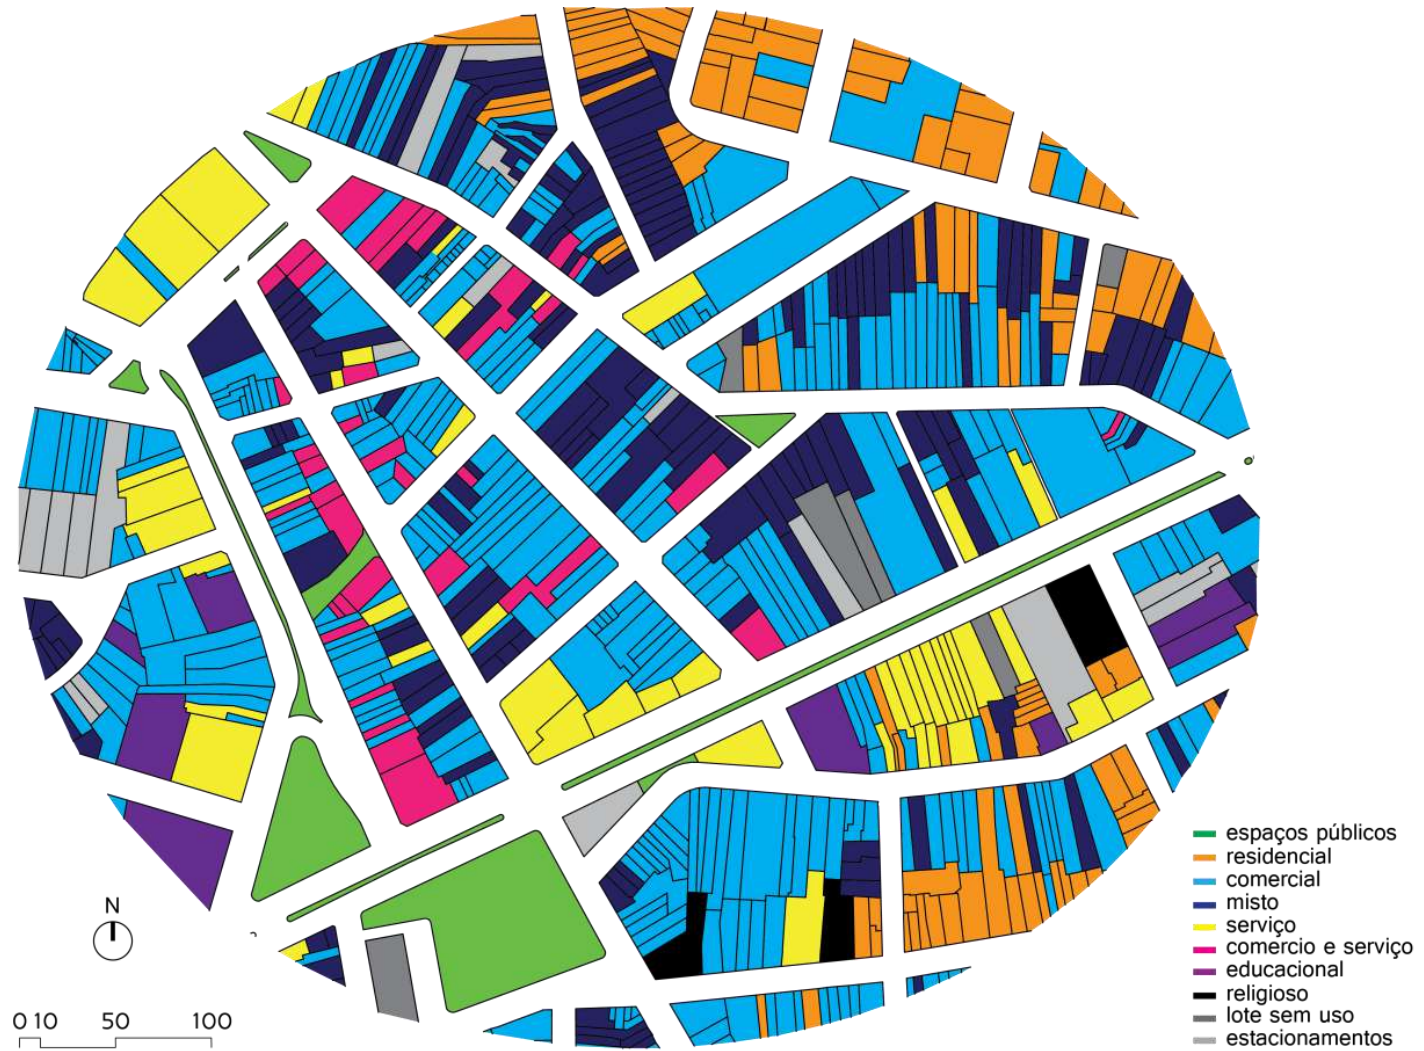 espaços públicos
residencial
comercial
misto
serviço
comercio e serviço
educacional
religioso
lote sem uso
estacionamentos
N
0 10 50 100